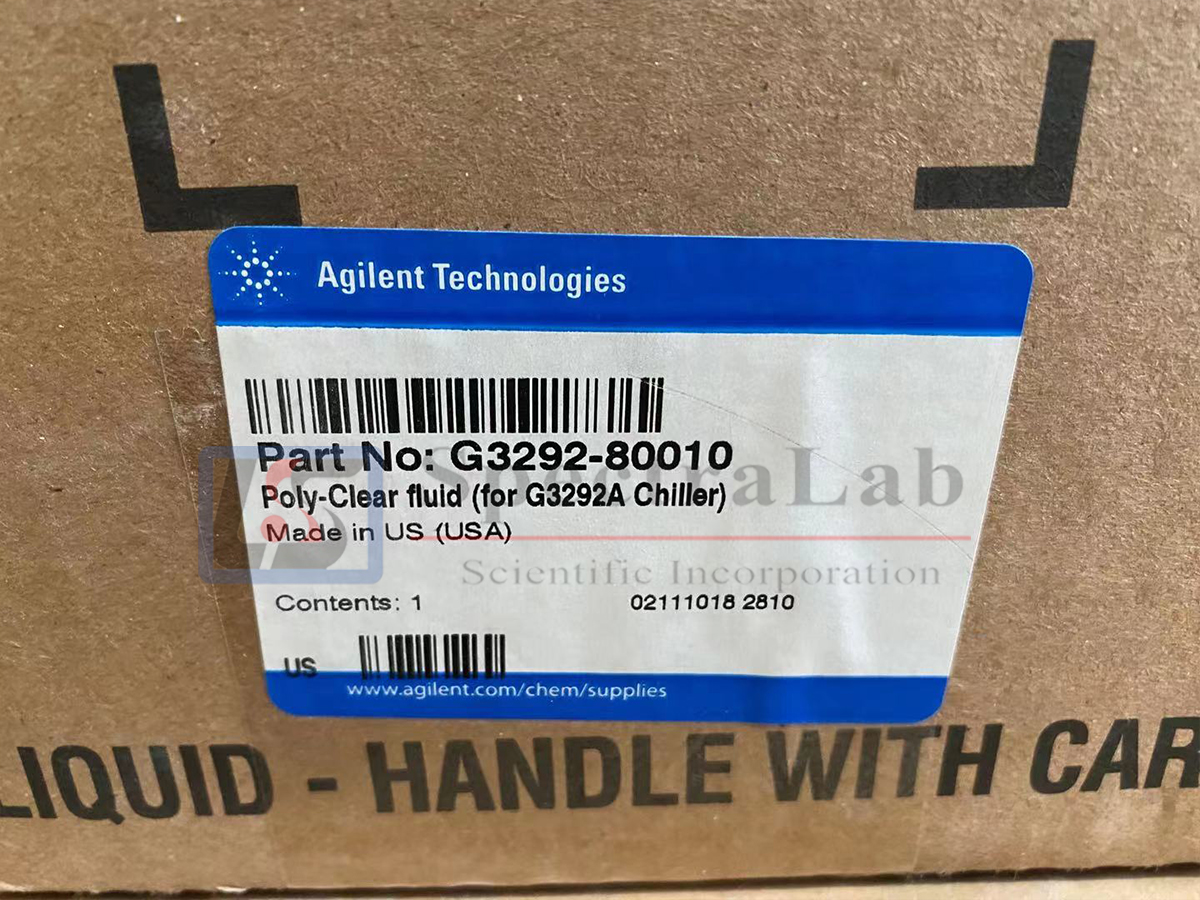 Agilent Technologies
Part No: G3292-80010
Poly-Clear fluid (for G3292A Chiller)
Made in US (USA)
SpectraLab
Scientific Incorporation
Contents: 1
02111018 2810
US
www.agilent.com/chem/supplies
LIQUID - HANDLE WITH CAR